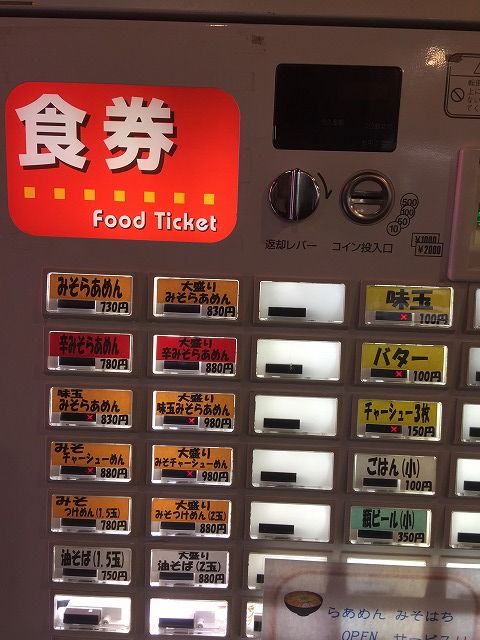 食券
Food Ticket
返却レバー
コイン投入口
500
100
50
10
¥1000
¥2000
みそらあめん
730円
大盛り
みそらあめん
830円
味玉
100円
辛みそらあめん
780円
大盛り
辛みそらあめん
880円
バター
100円
味玉
みそらあめん
830円
大盛り
味玉みそらあめん
980円
チャーシュー3枚
150円
みそ
チャーシューめん
880円
大盛り
みそチャーシューめん
980円
ごはん(小)
100円
みそ
つけめん(1.5玉)
780円
大盛り
みそつけめん(2玉)
880円
瓶ビール(小)
350円
油そば(1.5玉)
750円
大盛り
油そば(2玉)
880円
らあめん みそはち
OPEN サービス